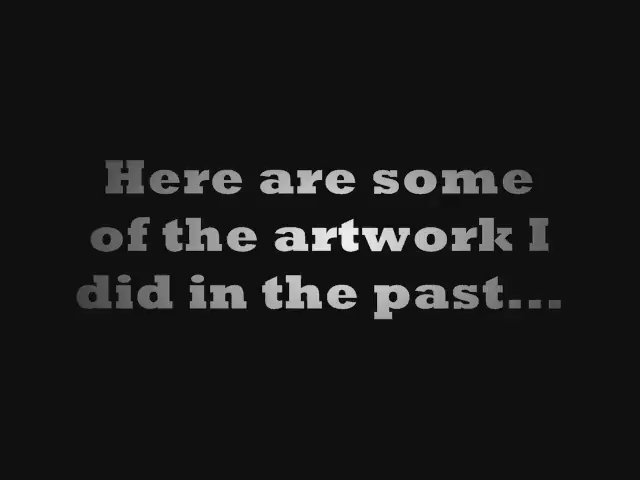 Here are some
of the artwork I
did in the past...